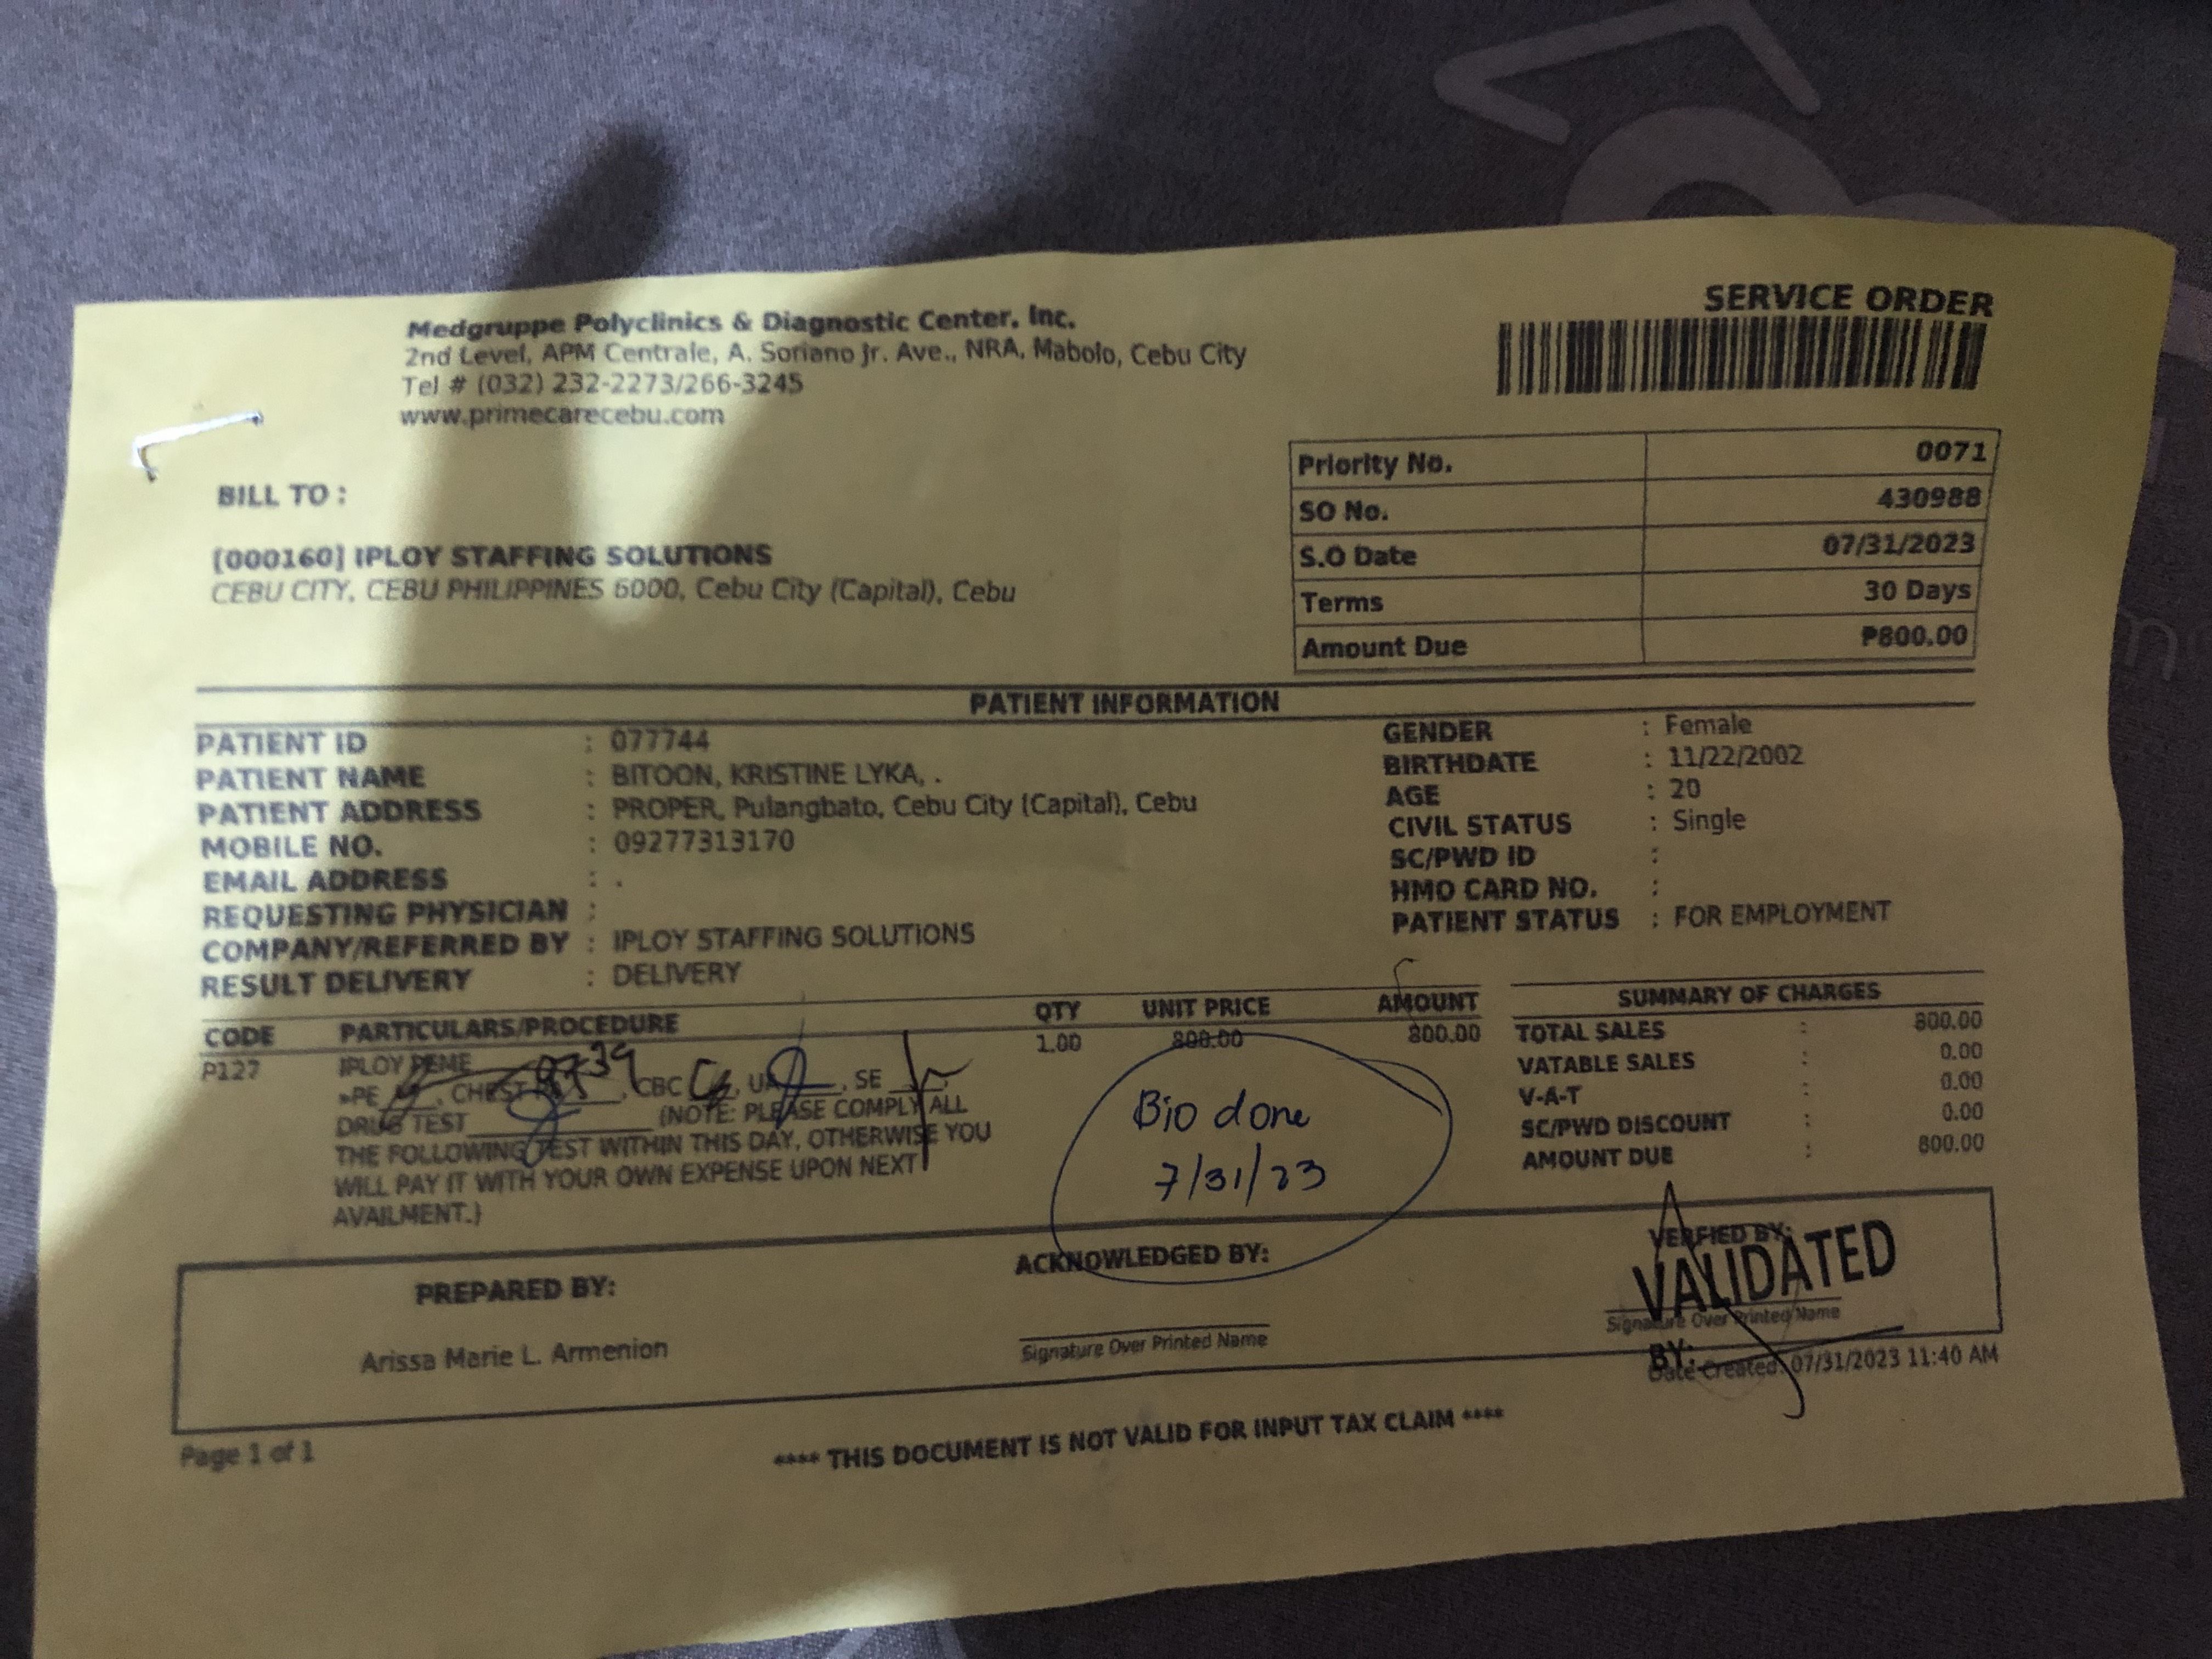 SERVICE ORDER
Medgruppe Polyclinics & Diagnostic Center, Inc.
2nd Level, APM Centrale, A. Soriano Jr. Ave., NRA, Mabolo, Cebu City
Tel # (032) 232-2273/266-3245
www.primecarecebu.com
Priority No. 0071
SO No. 430988
S.O Date 07/31/2023
Terms 30 Days
Amount Due ₱800.00
BILL TO :
[000160] IPLOY STAFFING SOLUTIONS
CEBU CITY, CEBU PHILIPPINES 6000, Cebu City (Capital), Cebu
PATIENT INFORMATION
PATIENT ID : 077744
PATIENT NAME : BITOON, KRISTINE LYKA, .
PATIENT ADDRESS : PROPER, Pulangbato, Cebu City (Capital), Cebu
MOBILE NO. : 09277313170
EMAIL ADDRESS : .
REQUESTING PHYSICIAN :
COMPANY/REFERRED BY : IPLOY STAFFING SOLUTIONS
RESULT DELIVERY : DELIVERY
GENDER : Female
BIRTHDATE : 11/22/2002
AGE : 20
CIVIL STATUS : Single
SC/PWD ID :
HMO CARD NO. :
PATIENT STATUS : FOR EMPLOYMENT
CODE PARTICULARS/PROCEDURE QTY UNIT PRICE AMOUNT
P127 IPLOY PEME 1.00 800.00 800.00
PE , CHEST , CBC , UA , SE
DRUG TEST (NOTE: PLEASE COMPLY ALL
THE FOLLOWING TEST WITHIN THIS DAY, OTHERWISE YOU
WILL PAY IT WITH YOUR OWN EXPENSE UPON NEXT
AVAILMENT.)
Bio done
7/31/23
SUMMARY OF CHARGES
TOTAL SALES : 800.00
VATABLE SALES : 0.00
V-A-T : 0.00
SC/PWD DISCOUNT : 0.00
AMOUNT DUE : 800.00
PREPARED BY:
Arissa Marie L. Armenion
ACKNOWLEDGED BY:
Signature Over Printed Name
VERFIED BY:
VALIDATED
Signature Over Printed Name
BY:
Date Created: 07/31/2023 11:40 AM
Page 1 of 1
**** THIS DOCUMENT IS NOT VALID FOR INPUT TAX CLAIM ****